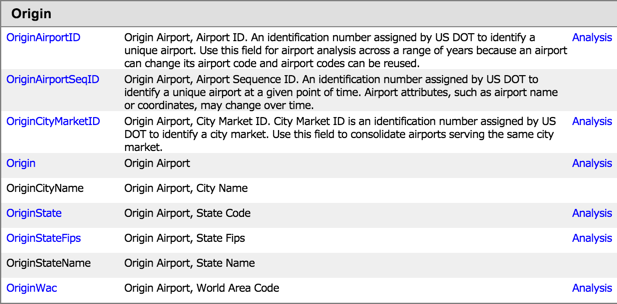 Origin
OriginAirportID Origin Airport, Airport ID. An identification number assigned by US DOT to identify a Analysis
unique airport. Use this field for airport analysis across a range of years because an airport
can change its airport code and airport codes can be reused.
OriginAirportSeqID Origin Airport, Airport Sequence ID. An identification number assigned by US DOT to Analysis
identify a unique airport at a given point of time. Airport attributes, such as airport name
or coordinates, may change over time.
OriginCityMarketID Origin Airport, City Market ID. City Market ID is an identification number assigned by US Analysis
DOT to identify a city market. Use this field to consolidate airports serving the same city
market.
Origin Origin Airport Analysis
OriginCityName Origin Airport, City Name
OriginState Origin Airport, State Code Analysis
OriginStateFips Origin Airport, State Fips Analysis
OriginStateName Origin Airport, State Name
OriginWac Origin Airport, World Area Code Analysis